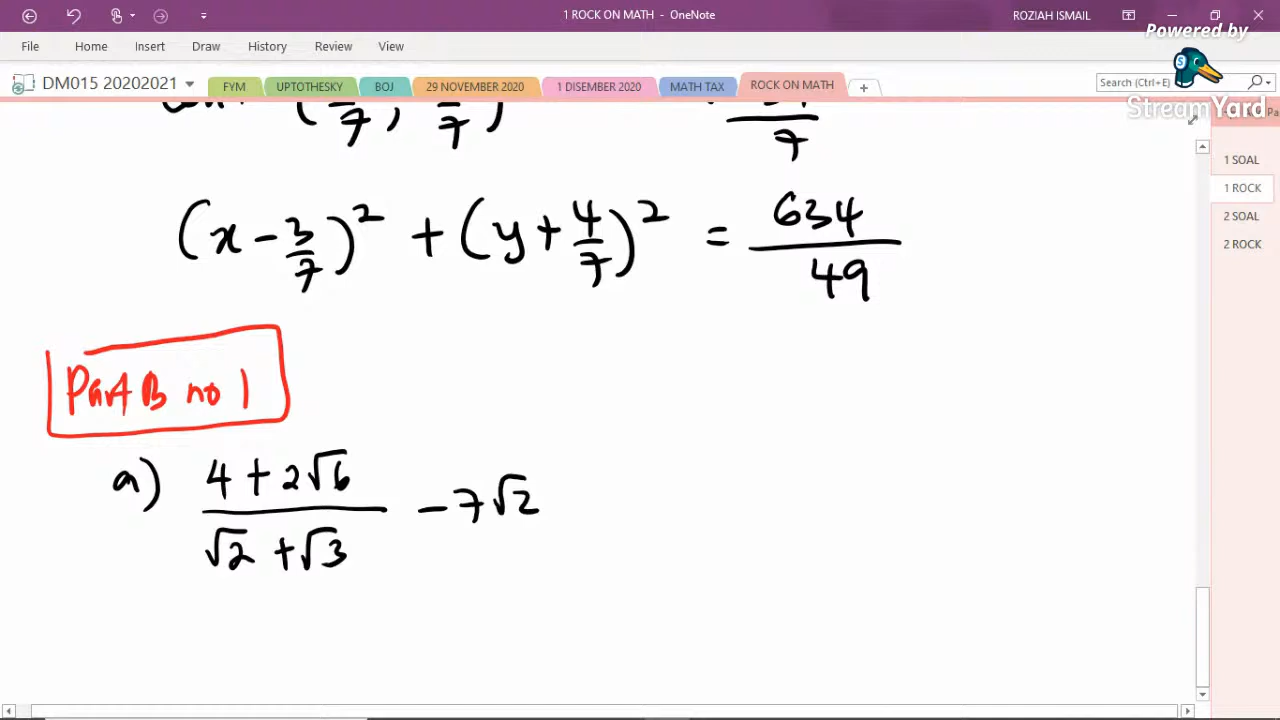 1 ROCK ON MATH - OneNote
ROZIAH ISMAIL
Powered by
StreamYard
File Home Insert Draw History Review View
DM015 20202021 FYM UPTOTHESKY BOJ 29 NOVEMBER 2020 1 DISEMBER 2020 MATH TAX ROCK ON MATH
Search (Ctrl+E)
1 SOAL
1 ROCK
2 SOAL
2 ROCK
(x - 3/7)² + (y + 4/7)² = 634/49
Part B no 1
a) (4 + 2√6)/(√2 + √3) - 7√2